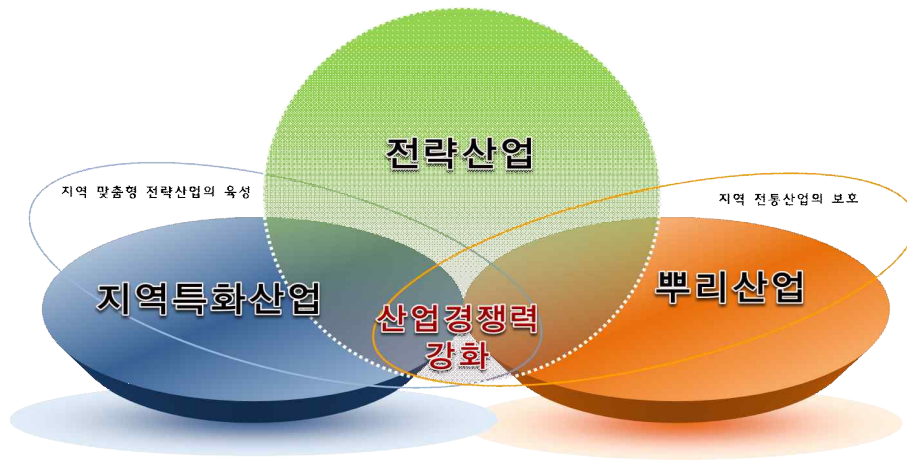 전략산업
지역 맞춤형 전략산업의 육성
지역 전통산업의 보호
지역특화산업
뿌리산업
산업경쟁력
강화